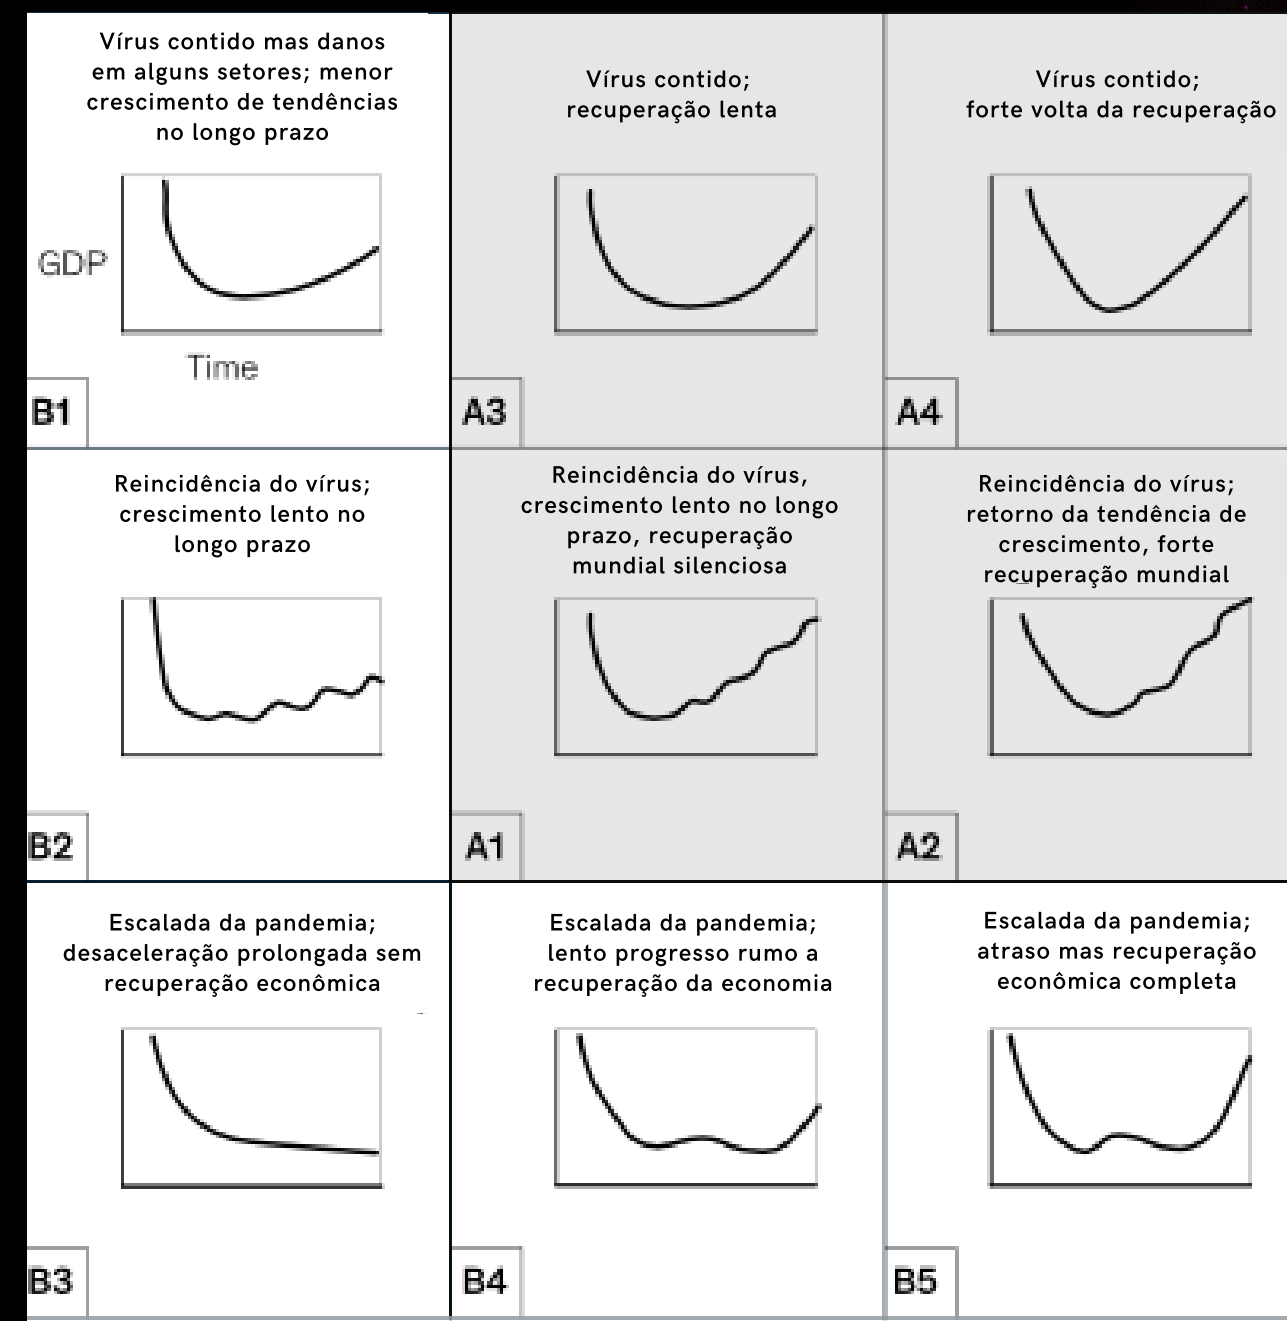 Vírus contido mas danos
em alguns setores; menor
crescimento de tendências
no longo prazo
GDP
Time
B1
Vírus contido;
recuperação lenta
A3
Vírus contido;
forte volta da recuperação
A4
Reincidência do vírus;
crescimento lento no
longo prazo
B2
Reincidência do vírus,
crescimento lento no longo
prazo, recuperação
mundial silenciosa
A1
Reincidência do vírus;
retorno da tendência de
crescimento, forte
recuperação mundial
A2
Escalada da pandemia;
desaceleração prolongada sem
recuperação econômica
B3
Escalada da pandemia;
lento progresso rumo a
recuperação da economia
B4
Escalada da pandemia;
atraso mas recuperação
econômica completa
B5